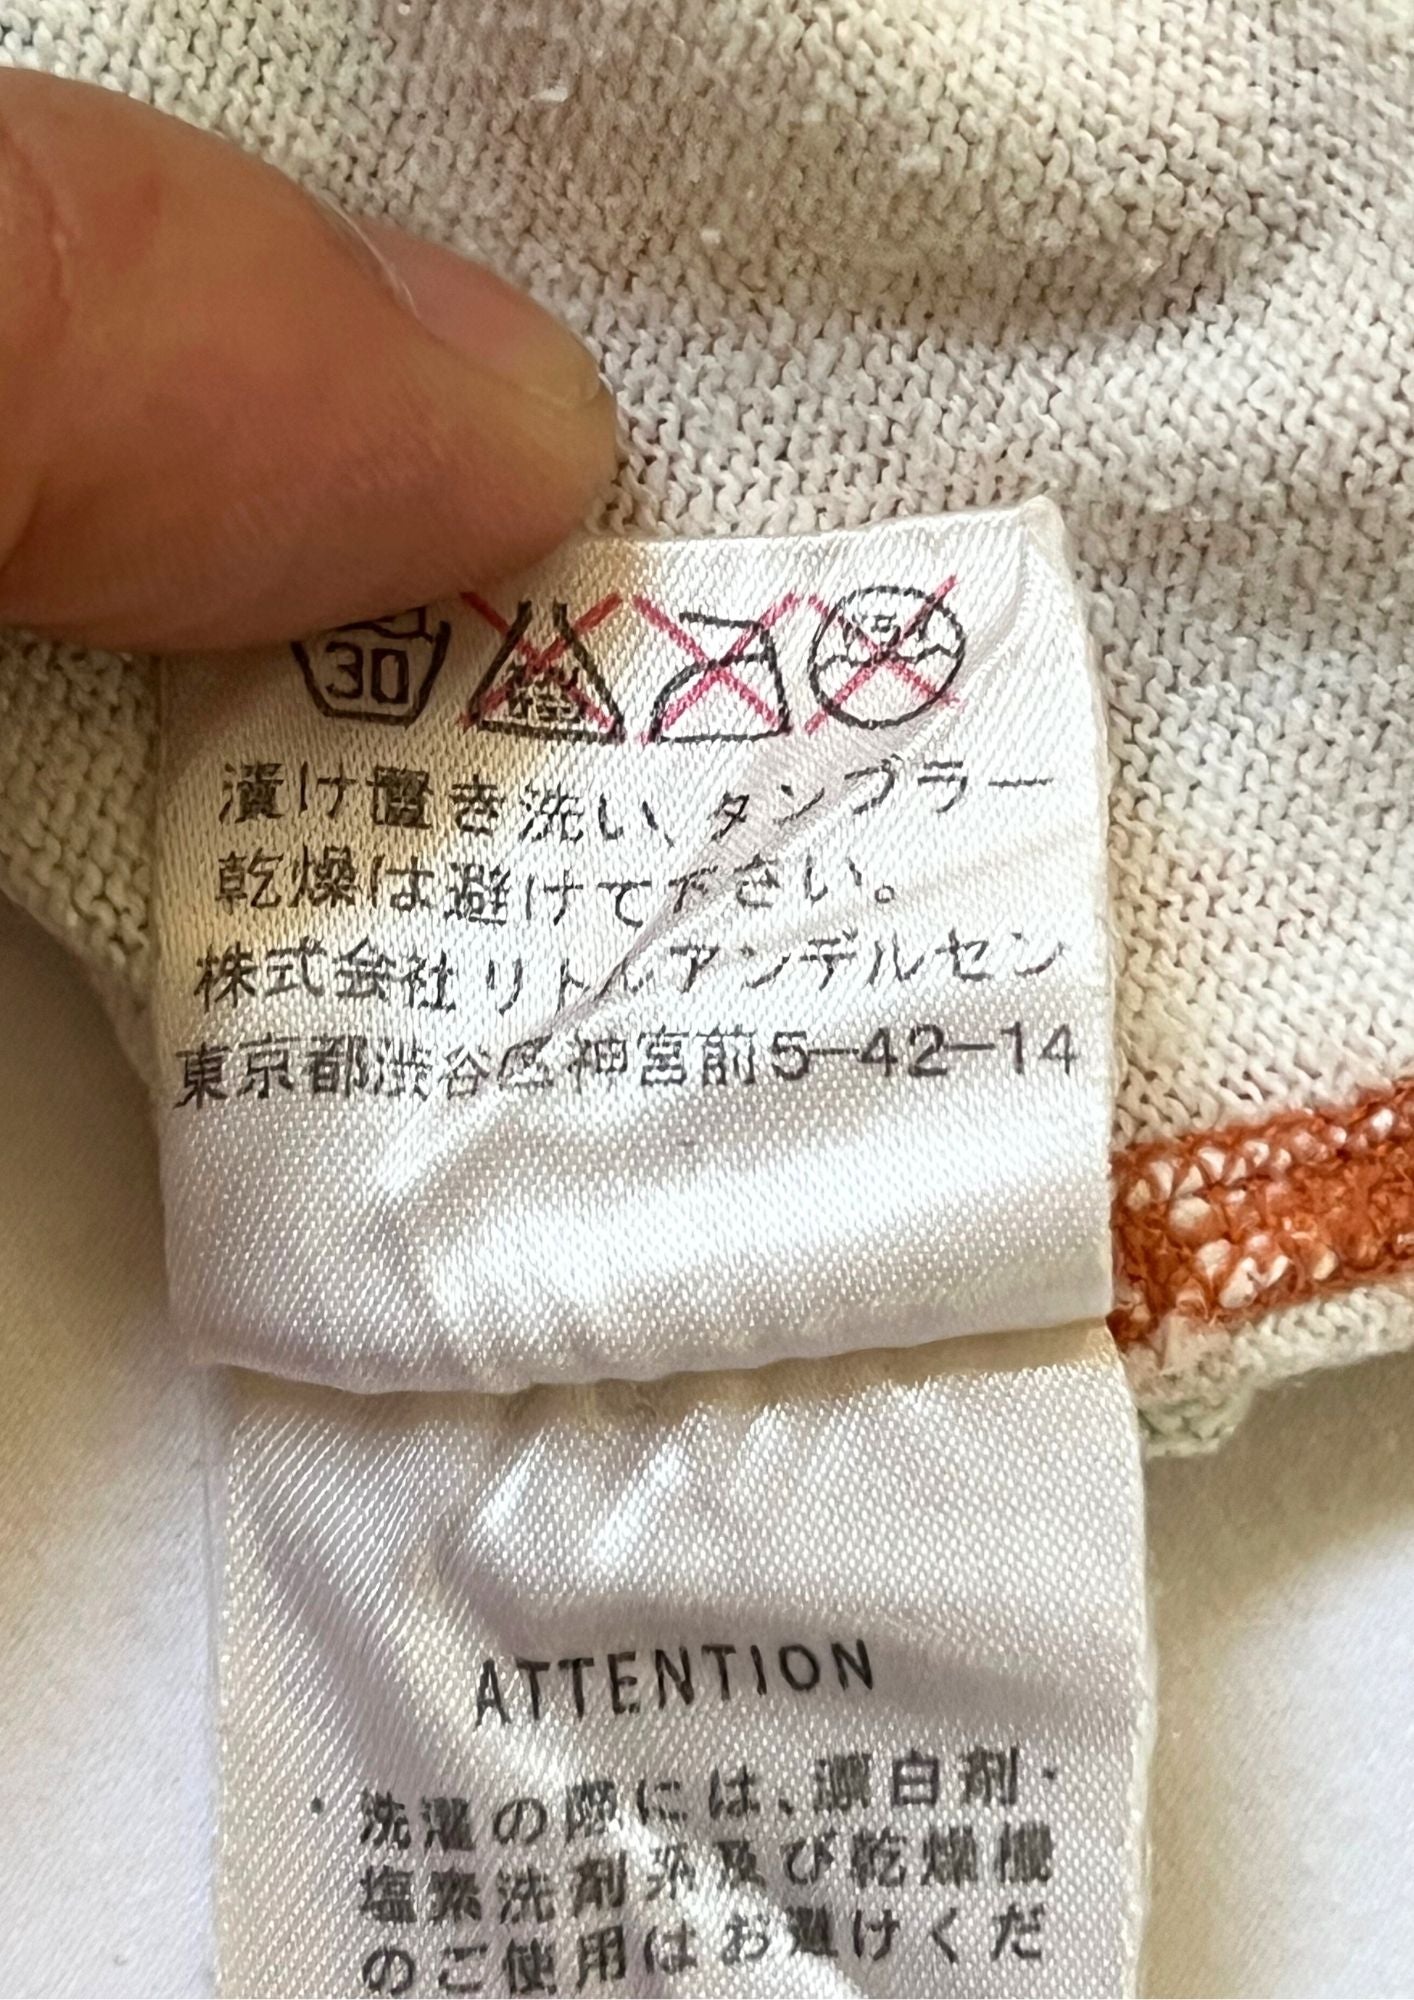 30
漬け置き洗い、タンブラー
乾燥は避けて下さい。
株式会社リトルアンデルセン
東京都渋谷区神宮前5-42-14
ATTENTION
・洗濯の際には、漂白剤・
塩素洗剤系及び乾燥機
のご使用はお避けくだ